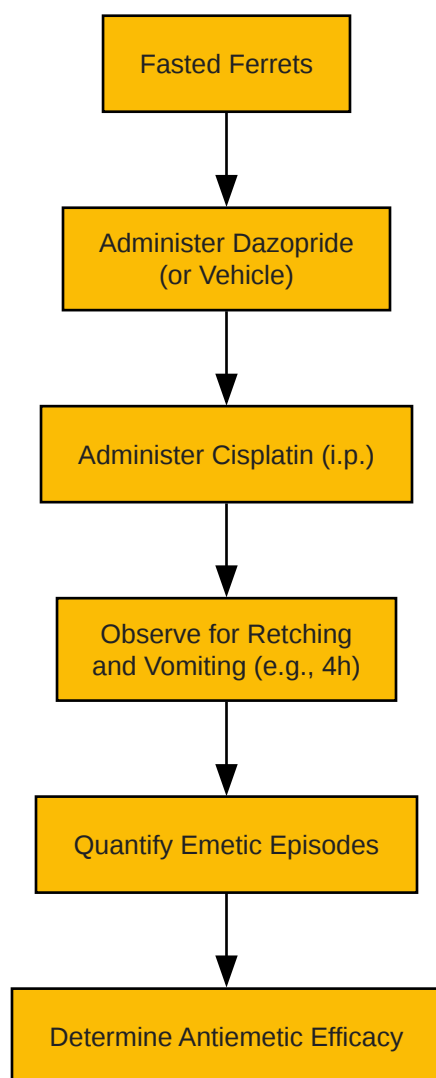 Fasted Ferrets
Administer Dazopride
(or Vehicle)
Administer Cisplatin (i.p.)
Observe for Retching
and Vomiting (e.g., 4h)
Quantify Emetic Episodes
Determine Antiemetic Efficacy